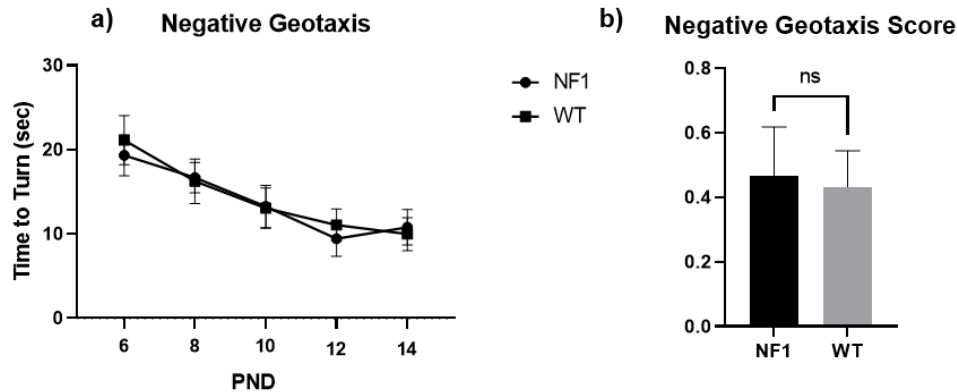 a) Negative Geotaxis
Time to Turn (sec)
30
20
10
0
6 8 10 12 14
PND
NF1
WT
b) Negative Geotaxis Score
0.8
0.6
0.4
0.2
0.0
ns
NF1 WT